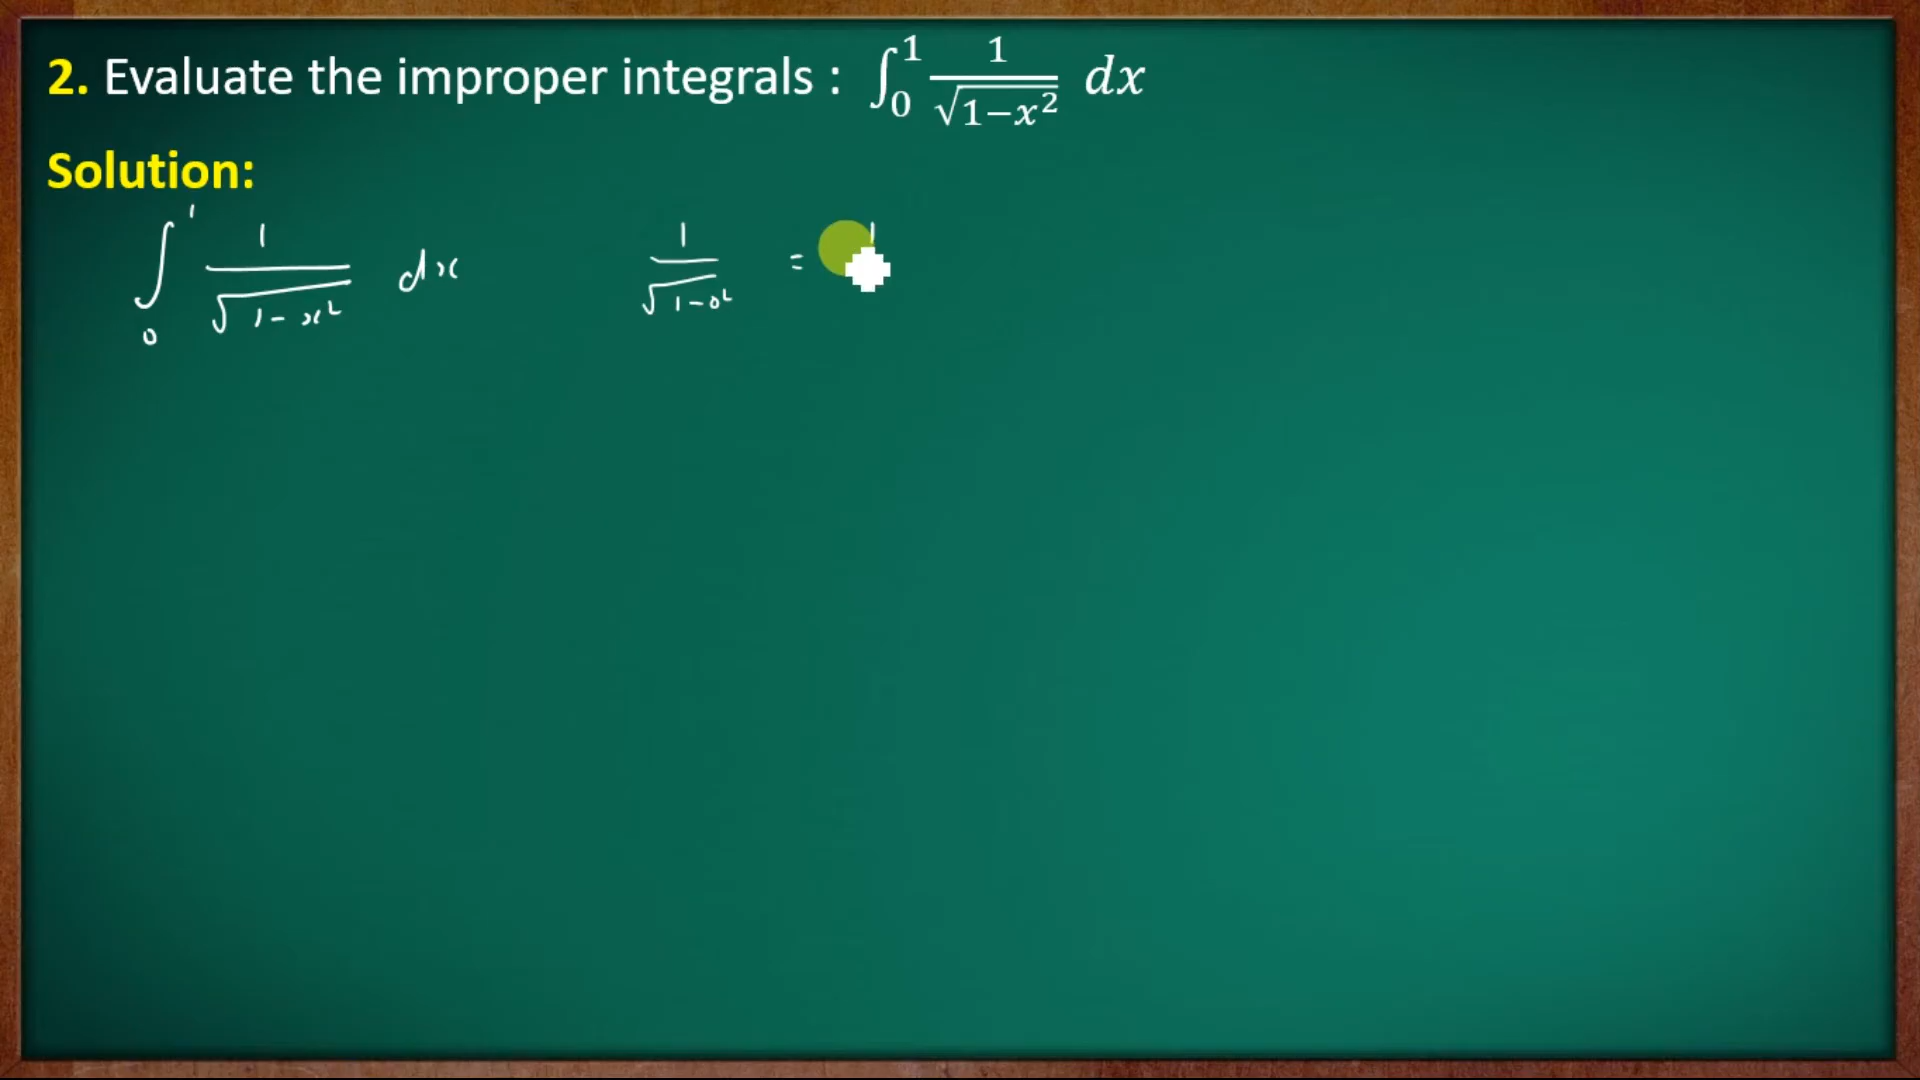 2. Evaluate the improper integrals : ∫₀¹ 1/√(1−x²) dx
Solution:
∫₀¹ 1/√(1-x²) dx    1/√(1-0²) = 1